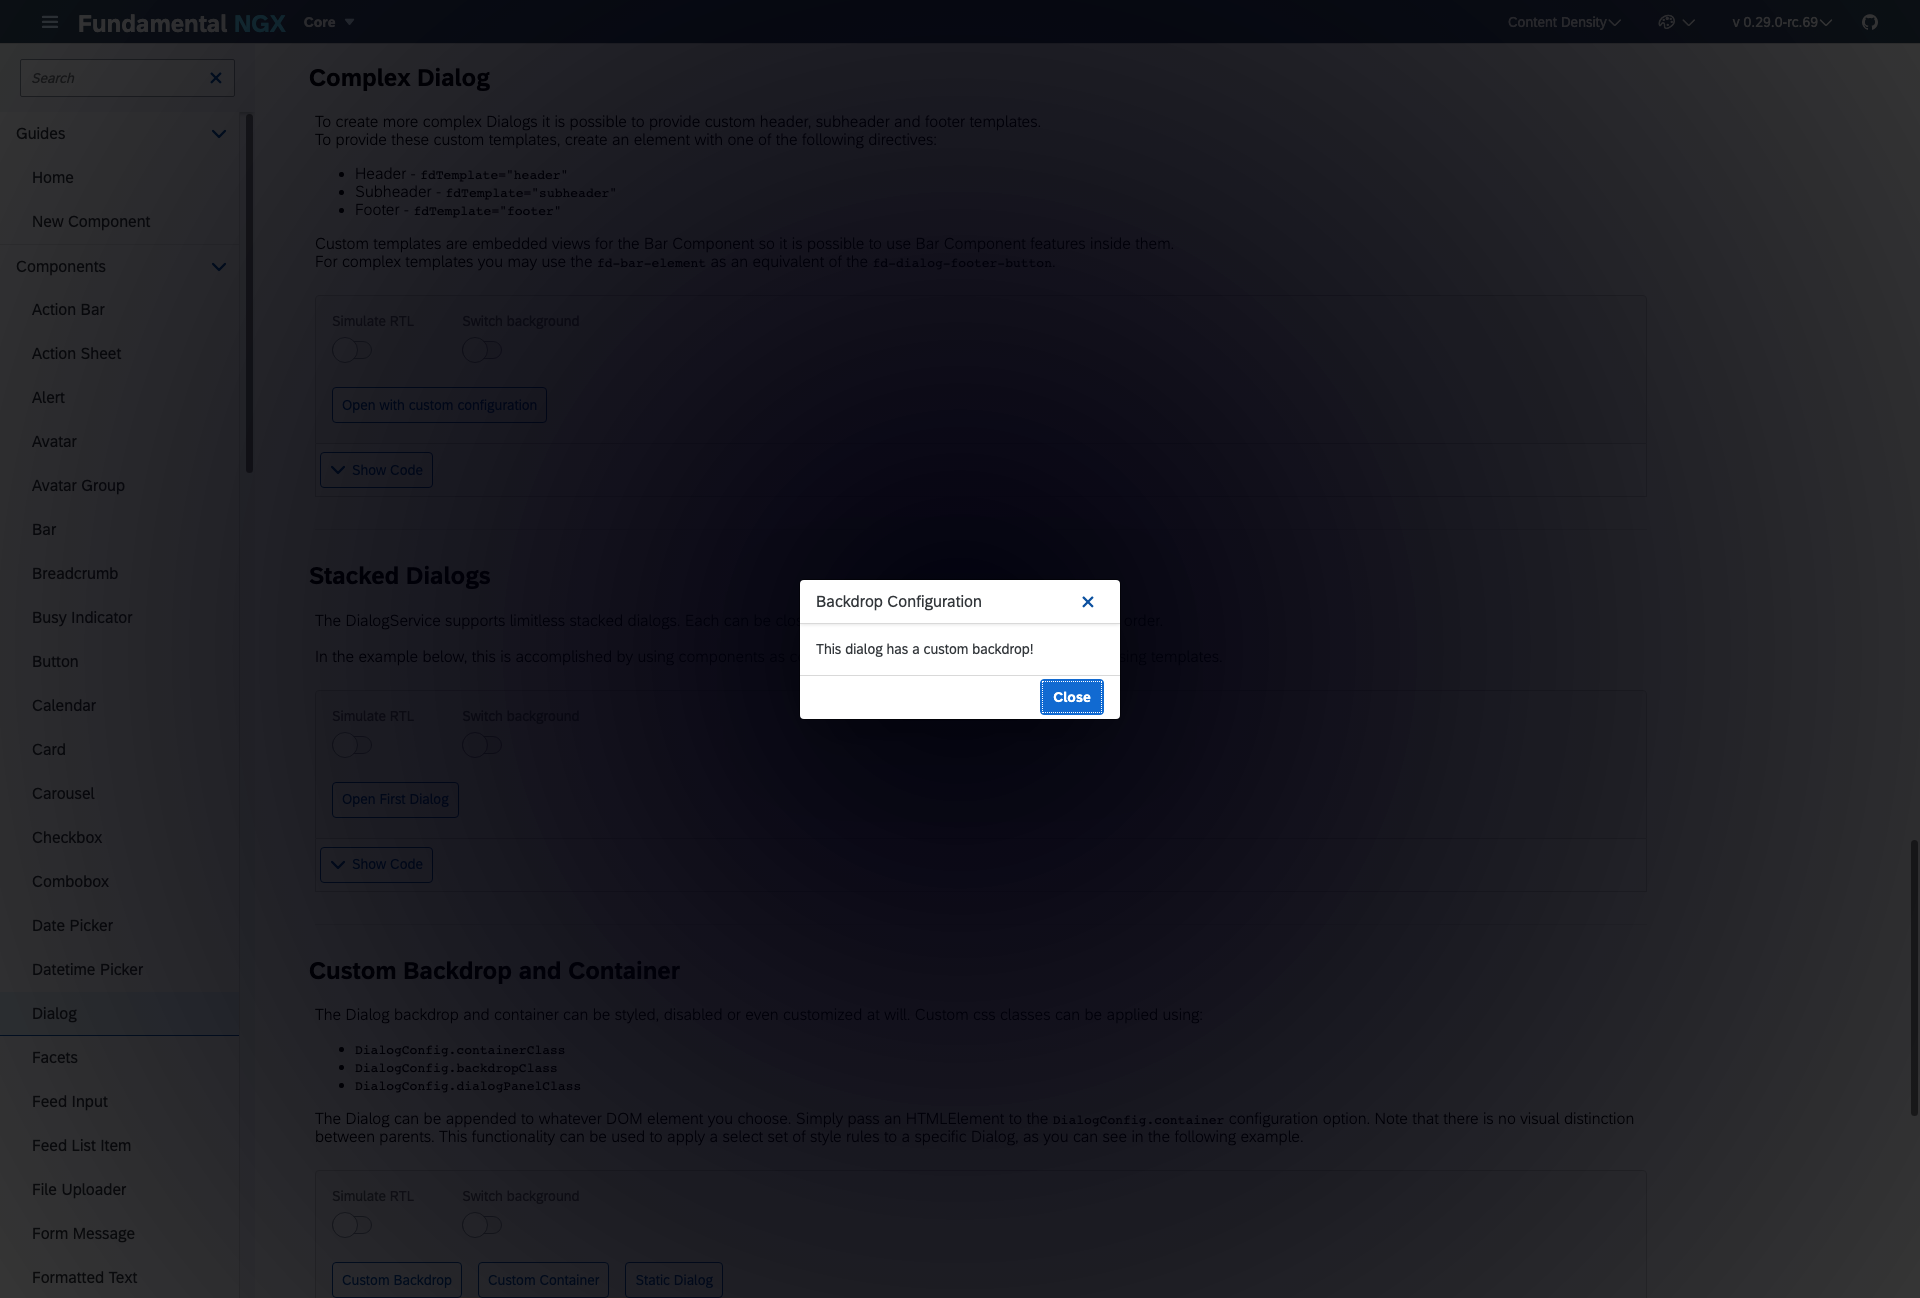 Fundamental NGX Core Content Density v 0.29.0-rc.69
Search
Guides
Home
New Component
Components
Action Bar
Action Sheet
Alert
Avatar
Avatar Group
Bar
Breadcrumb
Busy Indicator
Button
Calendar
Card
Carousel
Checkbox
Combobox
Date Picker
Datetime Picker
Dialog
Facets
Feed Input
Feed List Item
File Uploader
Form Message
Formatted Text
Complex Dialog
To create more complex Dialogs it is possible to provide custom header, subheader and footer templates.
To provide these custom templates, create an element with one of the following directives:
Header - fdTemplate="header"
Subheader - fdTemplate="subheader"
Footer - fdTemplate="footer"
Custom templates are embedded views for the Bar Component so it is possible to use Bar Component features inside them.
For complex templates you may use the fd-bar-element as an equivalent of the fd-dialog-footer-button.
Simulate RTL Switch background
Open with custom configuration
Show Code
Stacked Dialogs
The DialogService supports limitless stacked dialogs. Each can be order.
In the example below, this is accomplished by using components as templates
Simulate RTL Switch background
Open First Dialog
Show Code
Backdrop Configuration
This dialog has a custom backdrop!
Close
Custom Backdrop and Container
The Dialog backdrop and container can be styled, disabled or even customized at will. Custom css classes can be applied using:
DialogConfig.containerClass
DialogConfig.backdropClass
DialogConfig.dialogPanelClass
The Dialog can be appended to whatever DOM element you choose. Simply pass an HTMLElement to the DialogConfig.container configuration option. Note that there is no visual distinction
between parents. This functionality can be used to apply a select set of style rules to a specific Dialog, as you can see in the following example.
Simulate RTL Switch background
Custom Backdrop Custom Container Static Dialog